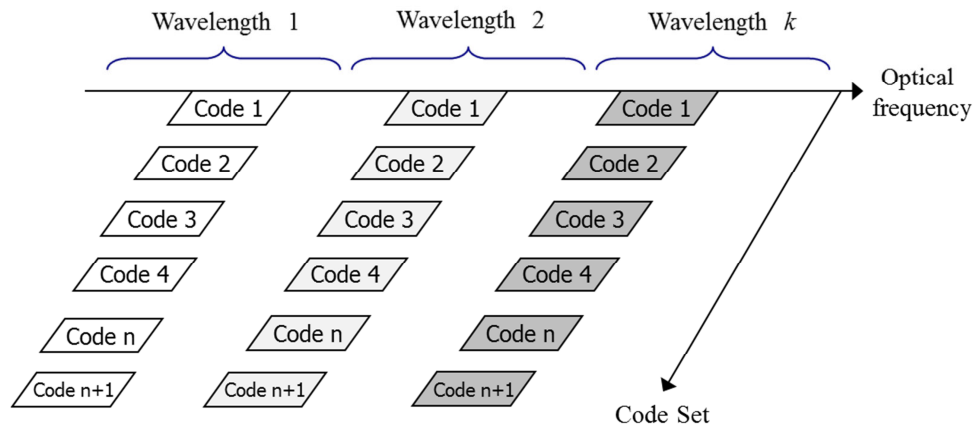 Wavelength 1 Wavelength 2 Wavelength k
Optical
frequency
Code 1 Code 1 Code 1
Code 2 Code 2 Code 2
Code 3 Code 3 Code 3
Code 4 Code 4 Code 4
Code n Code n Code n
Code n+1 Code n+1 Code n+1
Code Set